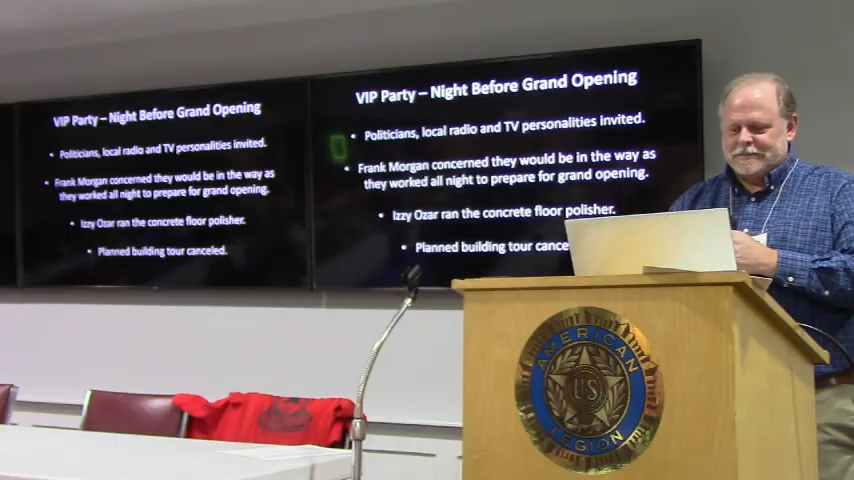 VIP Party – Night Before Grand Opening
• Politicians, local radio and TV personalities invited.
• Frank Morgan concerned they would be in the way as
they worked all night to prepare for grand opening.
• Izzy Ozar ran the concrete floor polisher.
• Planned building tour canceled.
VIP Party – Night Before Grand Opening
• Politicians, local radio and TV personalities invited.
• Frank Morgan concerned they would be in the way as
they worked all night to prepare for grand opening.
• Izzy Ozar ran the concrete floor polisher.
• Planned building tour cance
AMERICAN
US
LEGION